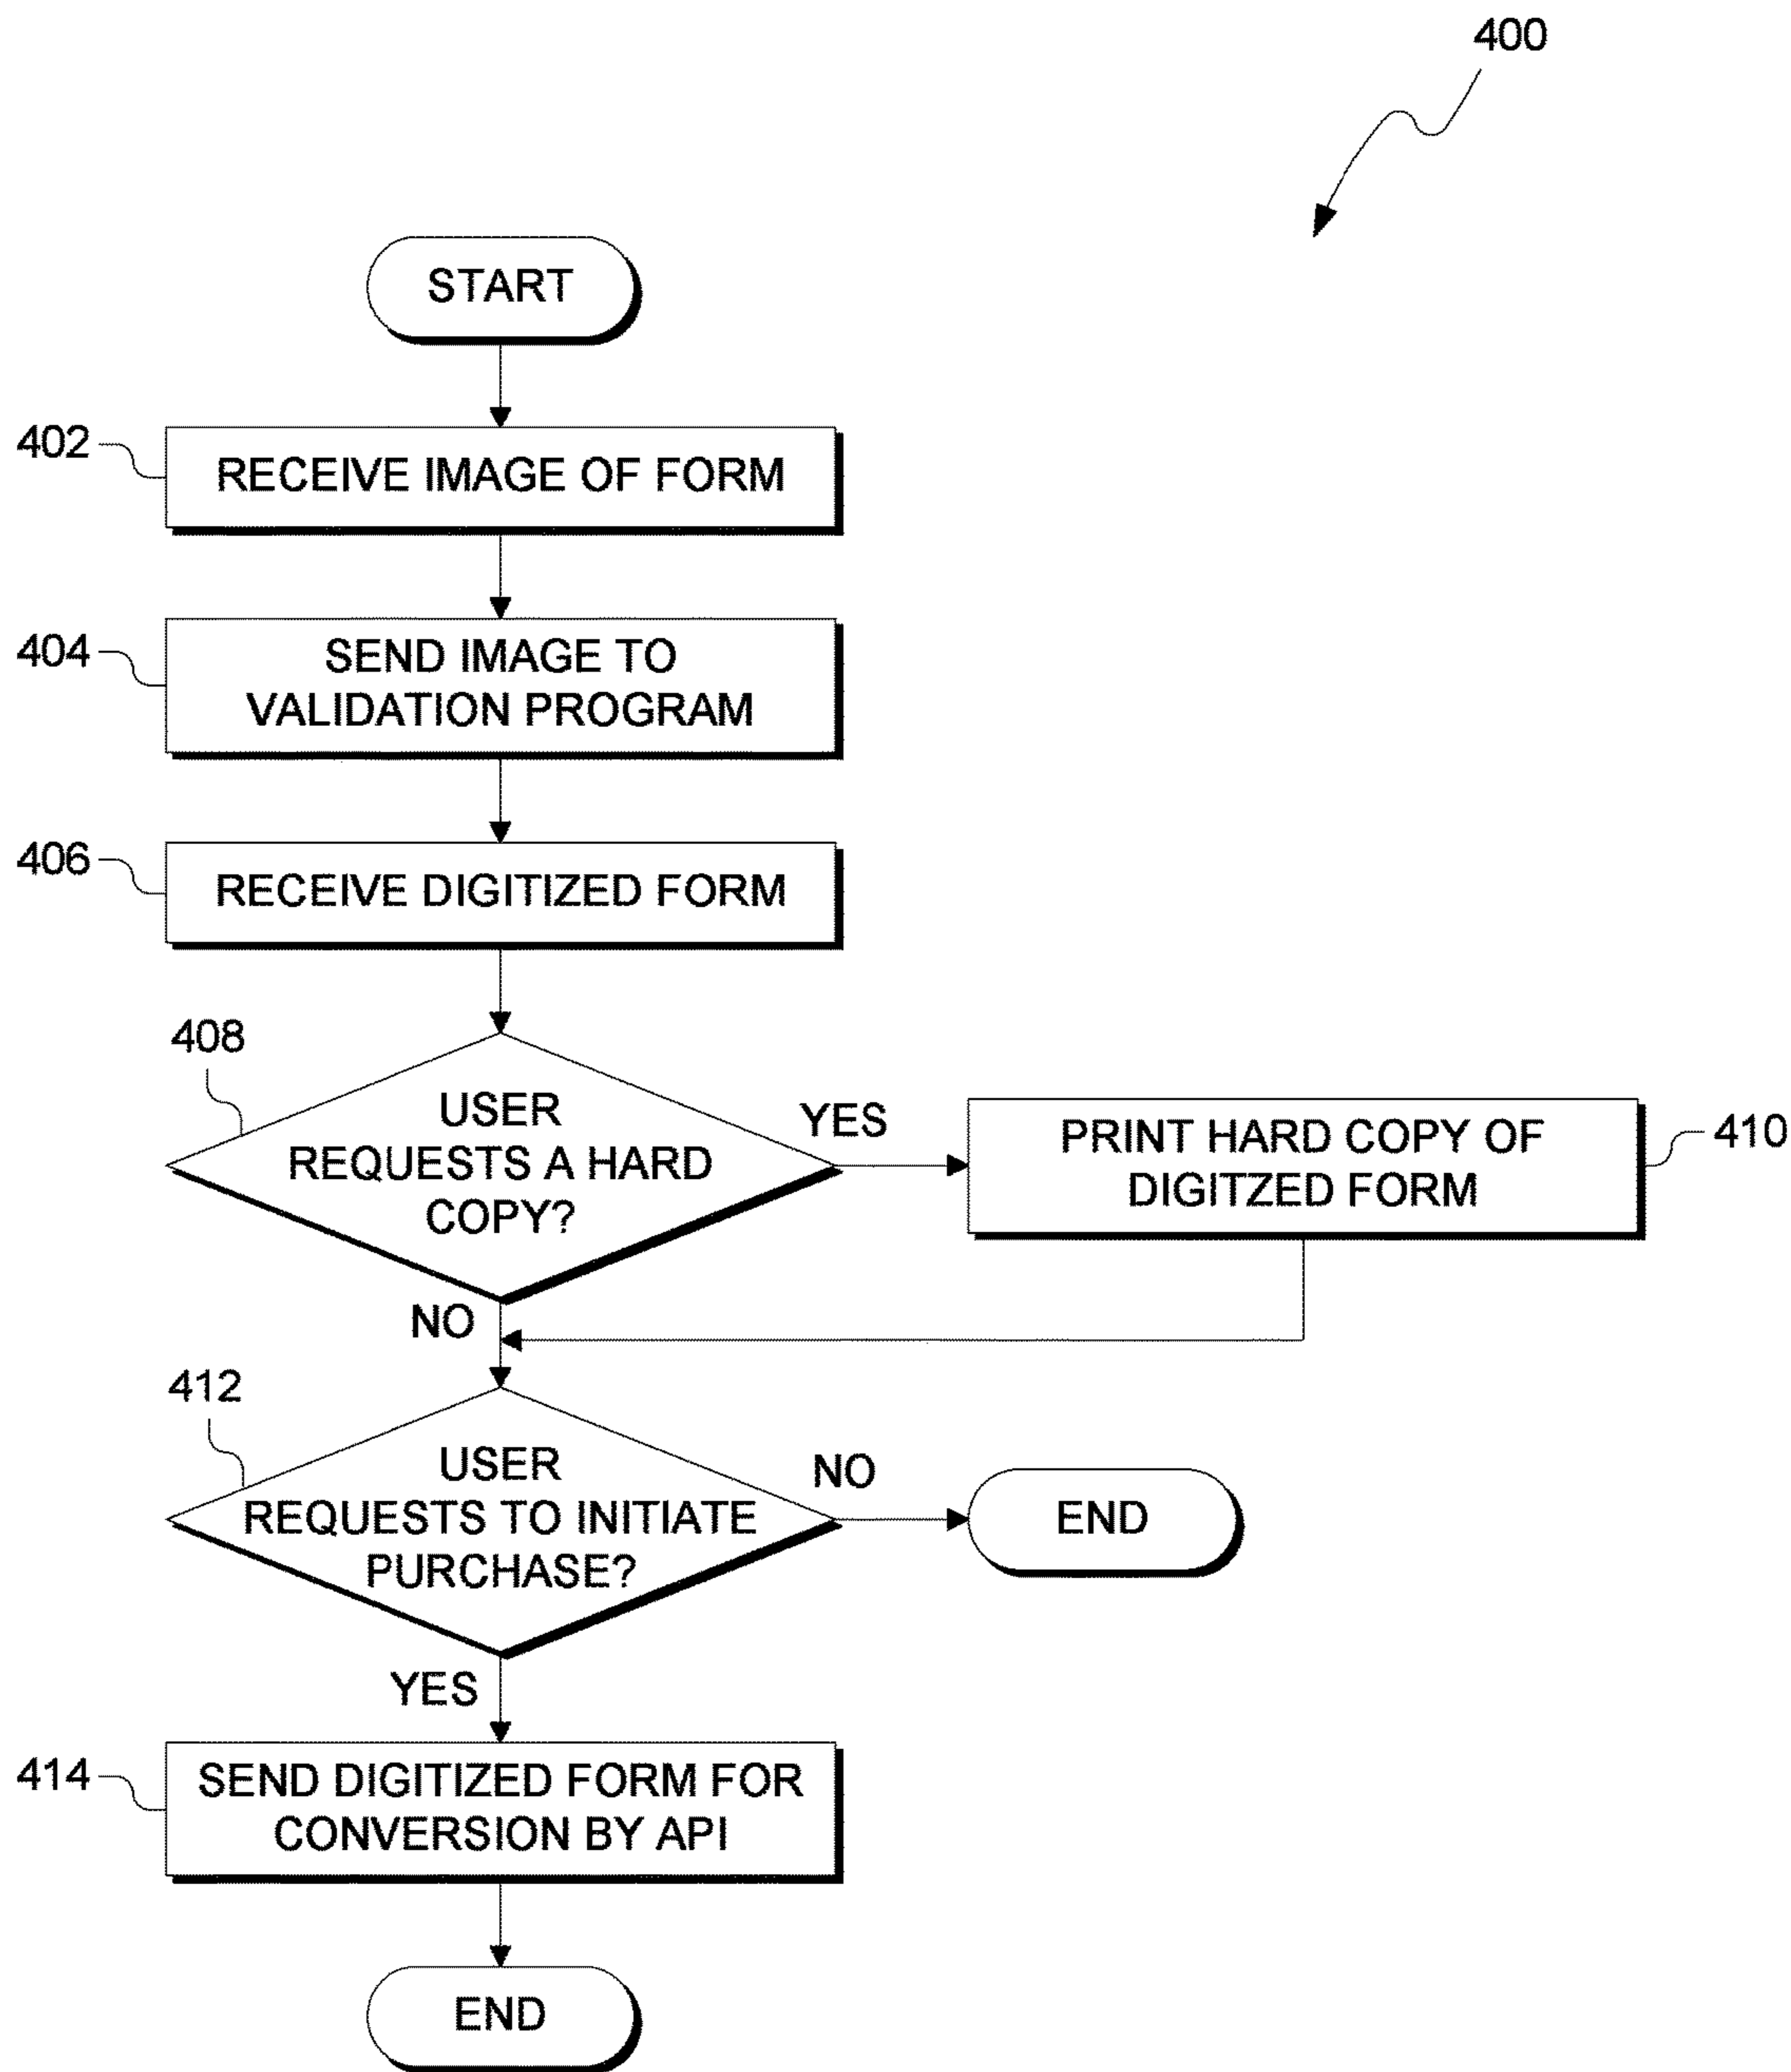 400
START
402
RECEIVE IMAGE OF FORM
404
SEND IMAGE TO
VALIDATION PROGRAM
406
RECEIVE DIGITIZED FORM
408
USER
REQUESTS A HARD
COPY?
YES
PRINT HARD COPY OF
DIGITZED FORM
410
NO
412
USER
REQUESTS TO INITIATE
PURCHASE?
NO
END
YES
414
SEND DIGITIZED FORM FOR
CONVERSION BY API
END